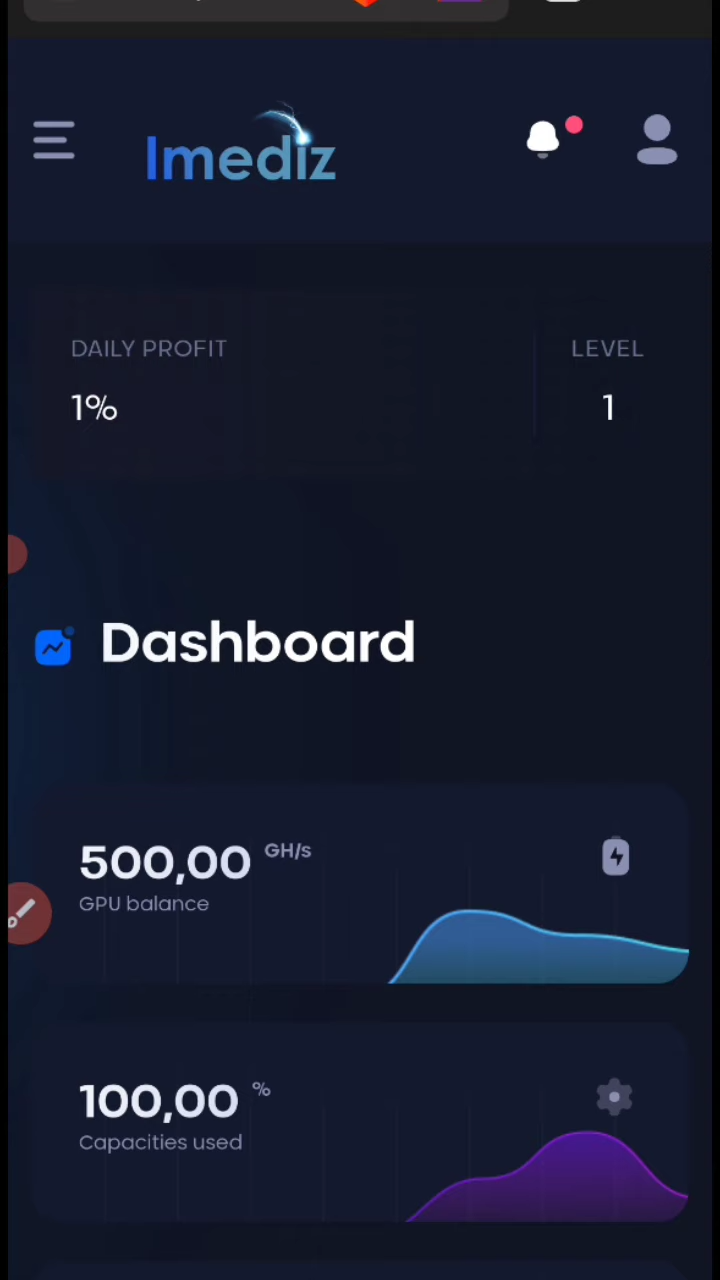 Imediz
DAILY PROFIT
LEVEL
1%
1
Dashboard
500,00 GH/s
GPU balance
100,00 %
Capacities used